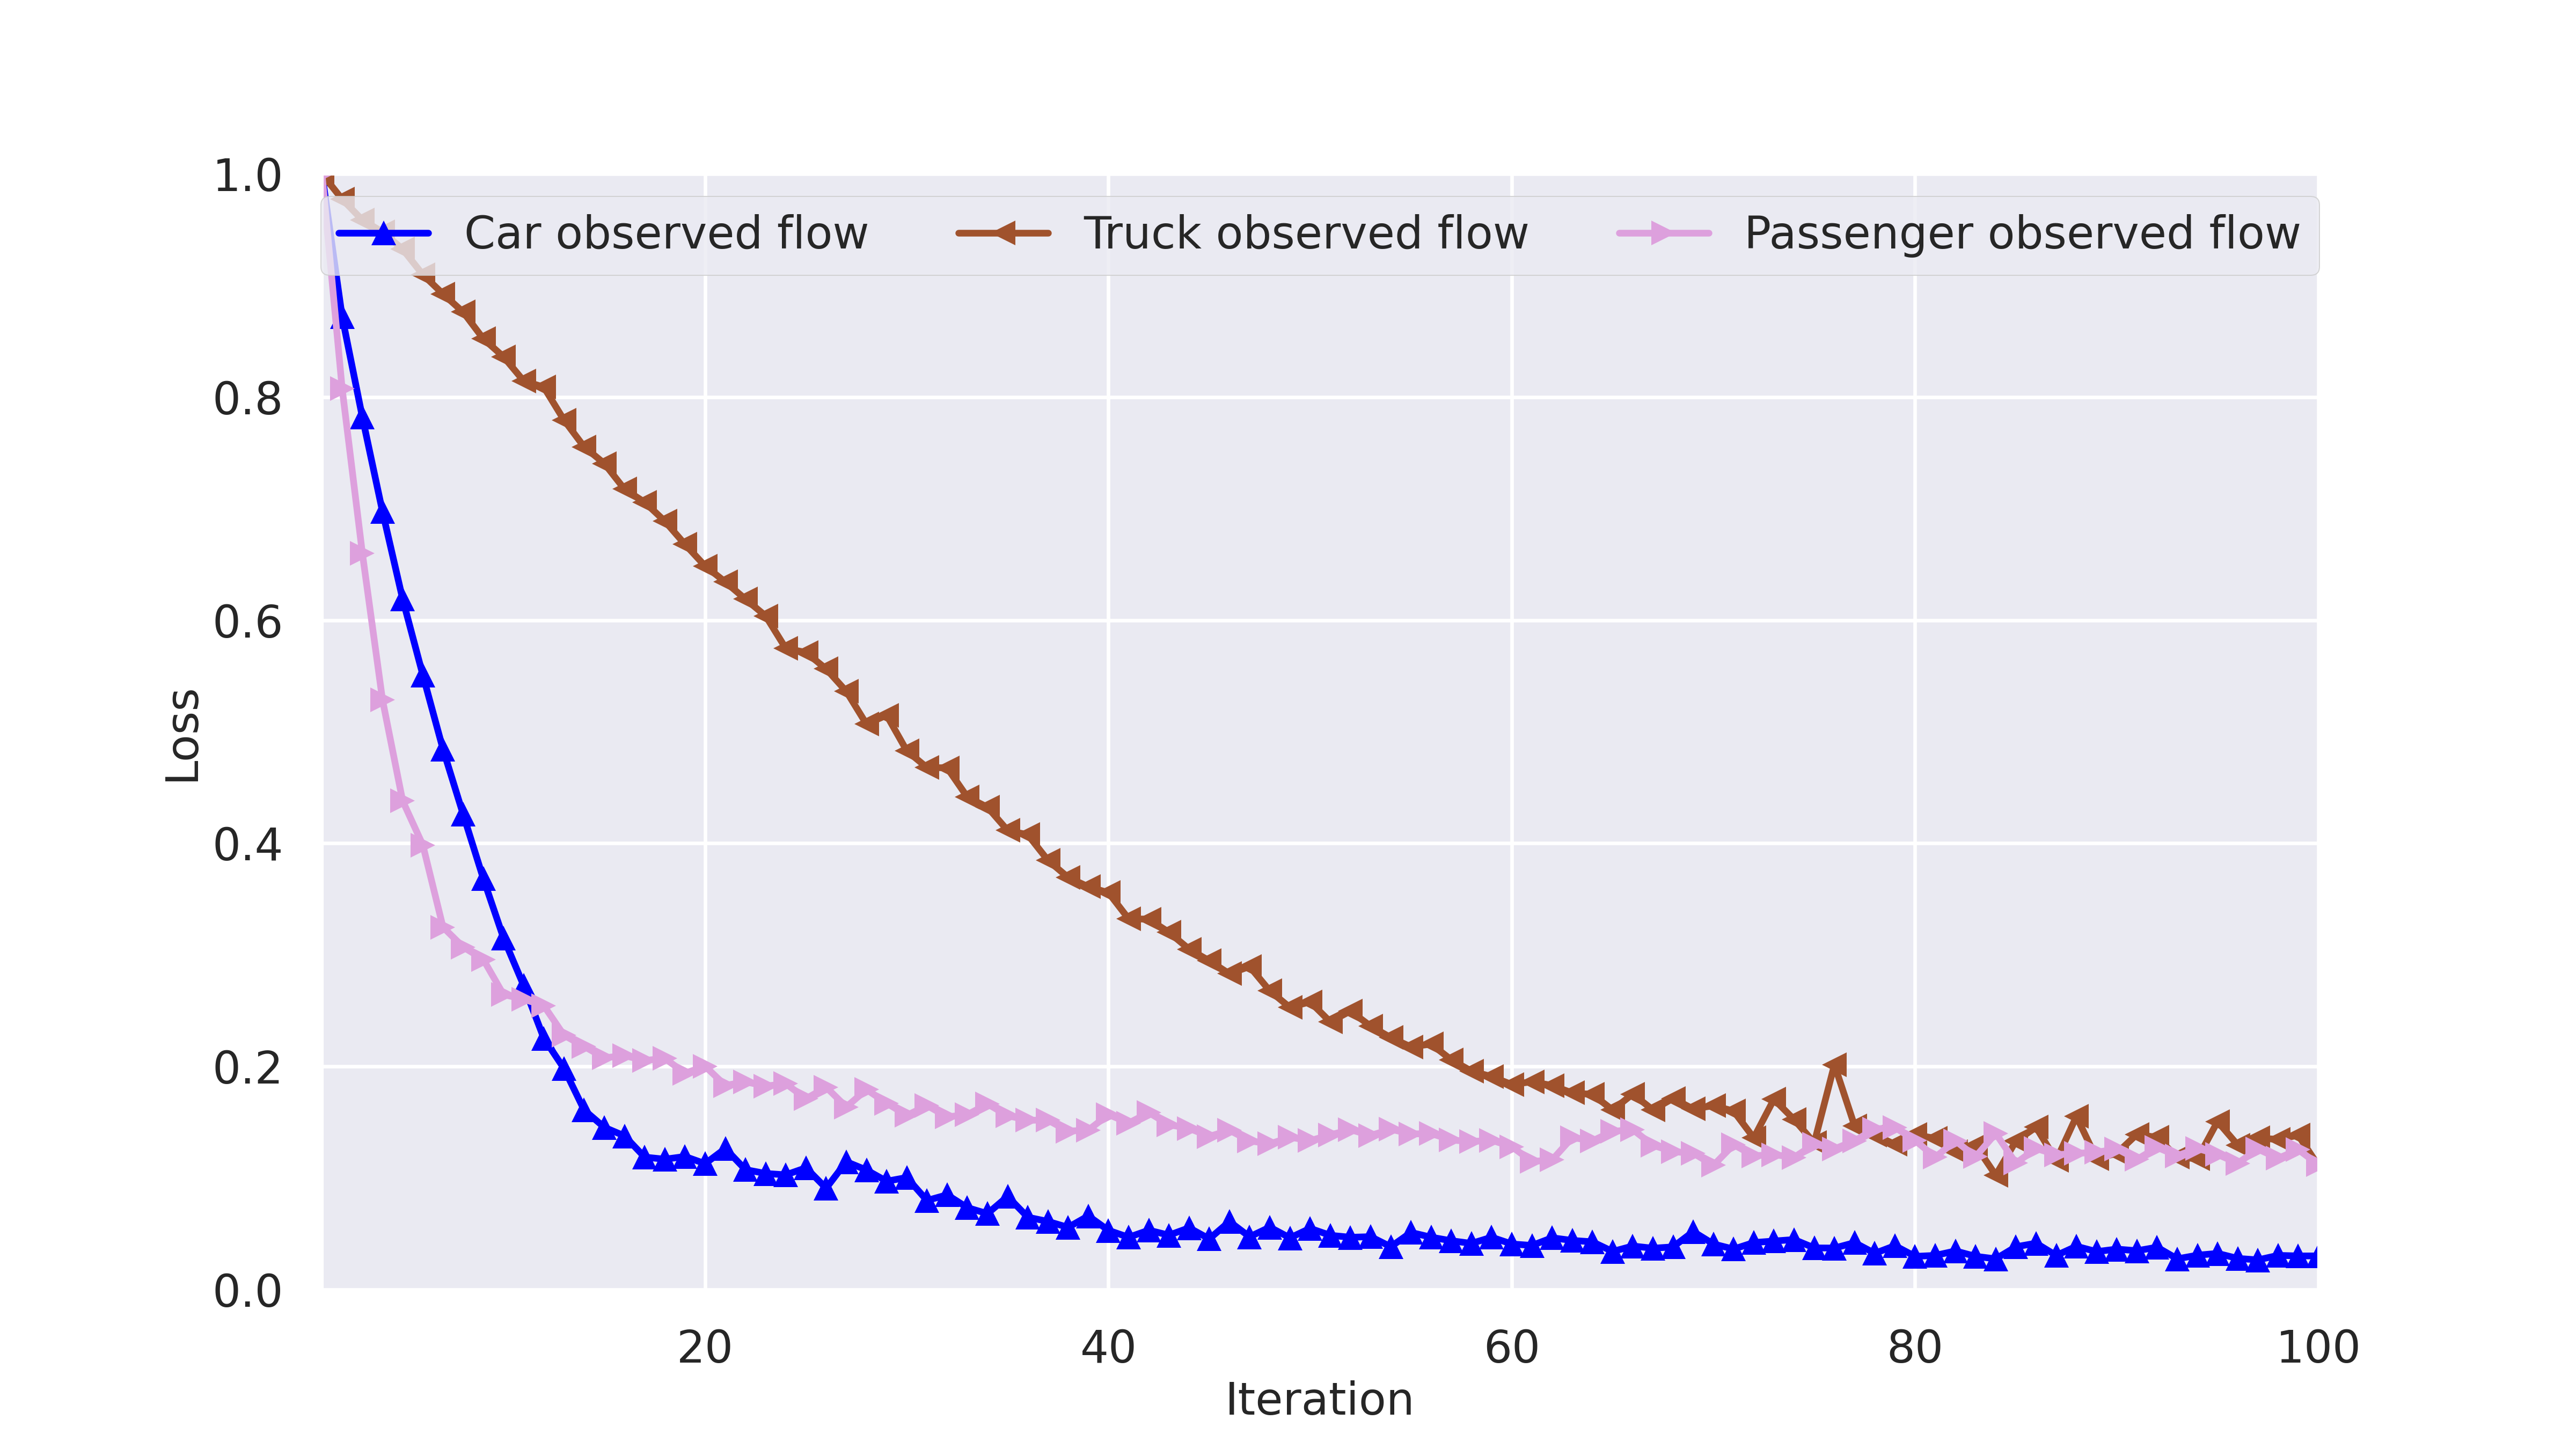 1.0
Car observed flow Truck observed flow Passenger observed flow
0.8
0.6
Loss
0.4
0.2
0.0
20 40 60 80 100
Iteration